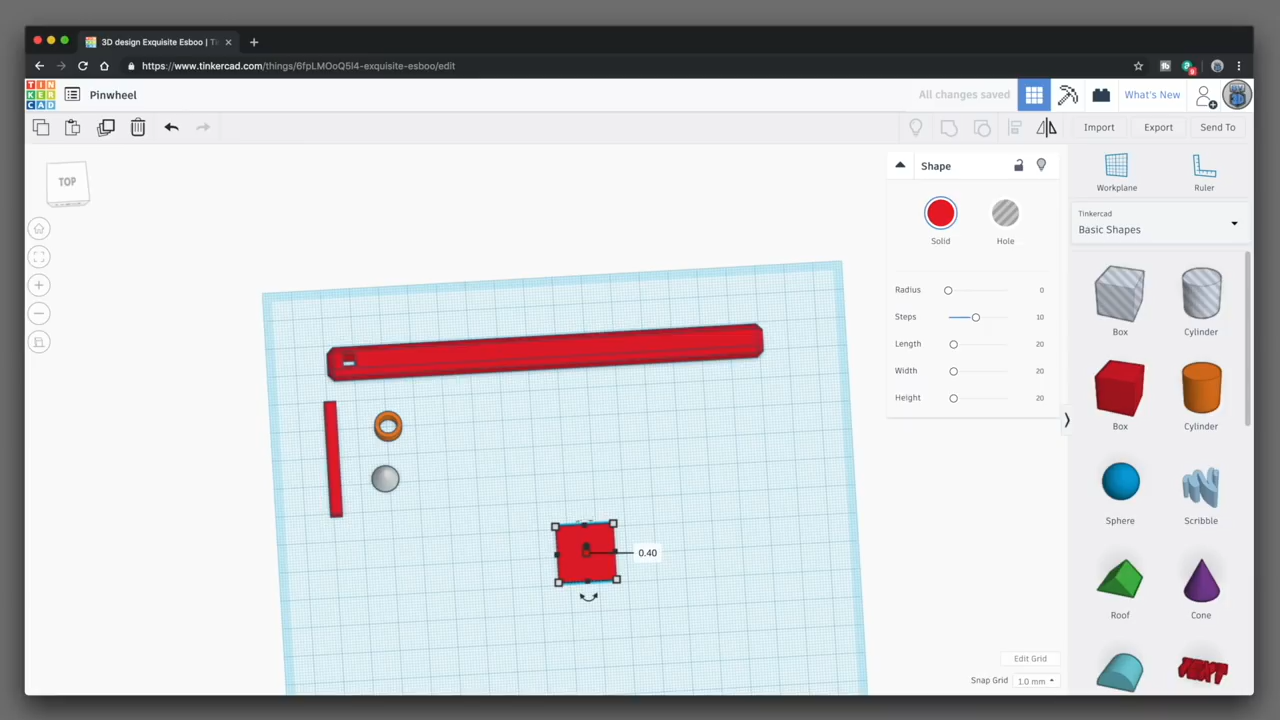 3D design Exquisite Esboo | Ti
https://www.tinkercad.com/things/6fpLMOoQ5l4-exquisite-esboo/edit
TIN
KER
CAD
Pinwheel
All changes saved
What's New
Import
Export
Send To
TOP
Shape
Solid
Hole
Radius 0
Steps 10
Length 20
Width 20
Height 20
Workplane
Ruler
Tinkercad
Basic Shapes
Box
Cylinder
Box
Cylinder
Sphere
Scribble
Roof
Cone
TEXT
0.40
Edit Grid
Snap Grid 1.0 mm